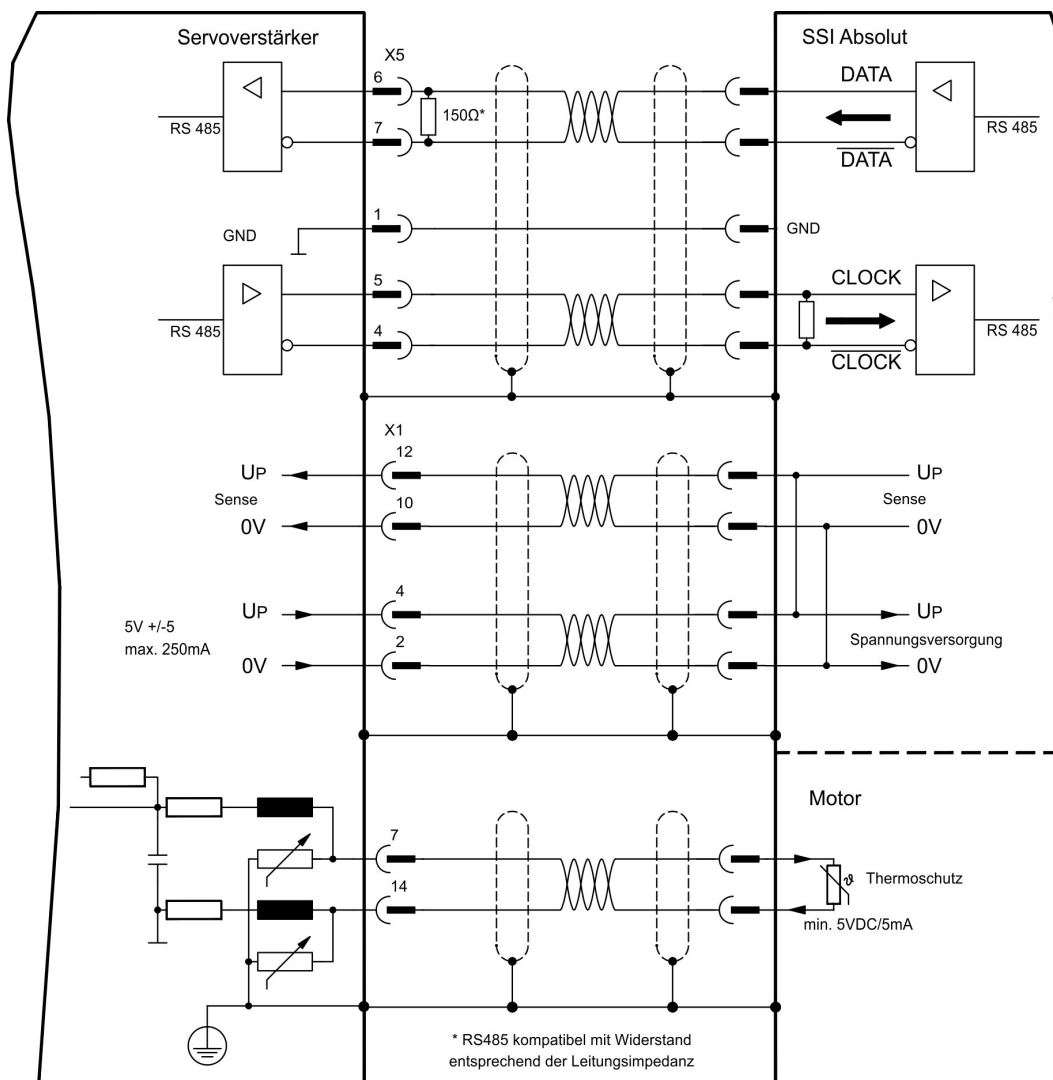 Servoverstärker
SSI Absolut
X5
6
DATA
150Ω*
RS 485
RS 485
7
DATA
1
GND
GND
5
CLOCK
RS 485
RS 485
4
CLOCK
X1
12
UP
UP
Sense
Sense
10
0V
0V
4
UP
UP
5V +/-5
max. 250mA
Spannungsversorgung
2
0V
0V
Motor
7
ϑ Thermoschutz
14
min. 5VDC/5mA
* RS485 kompatibel mit Widerstand
entsprechend der Leitungsimpedanz